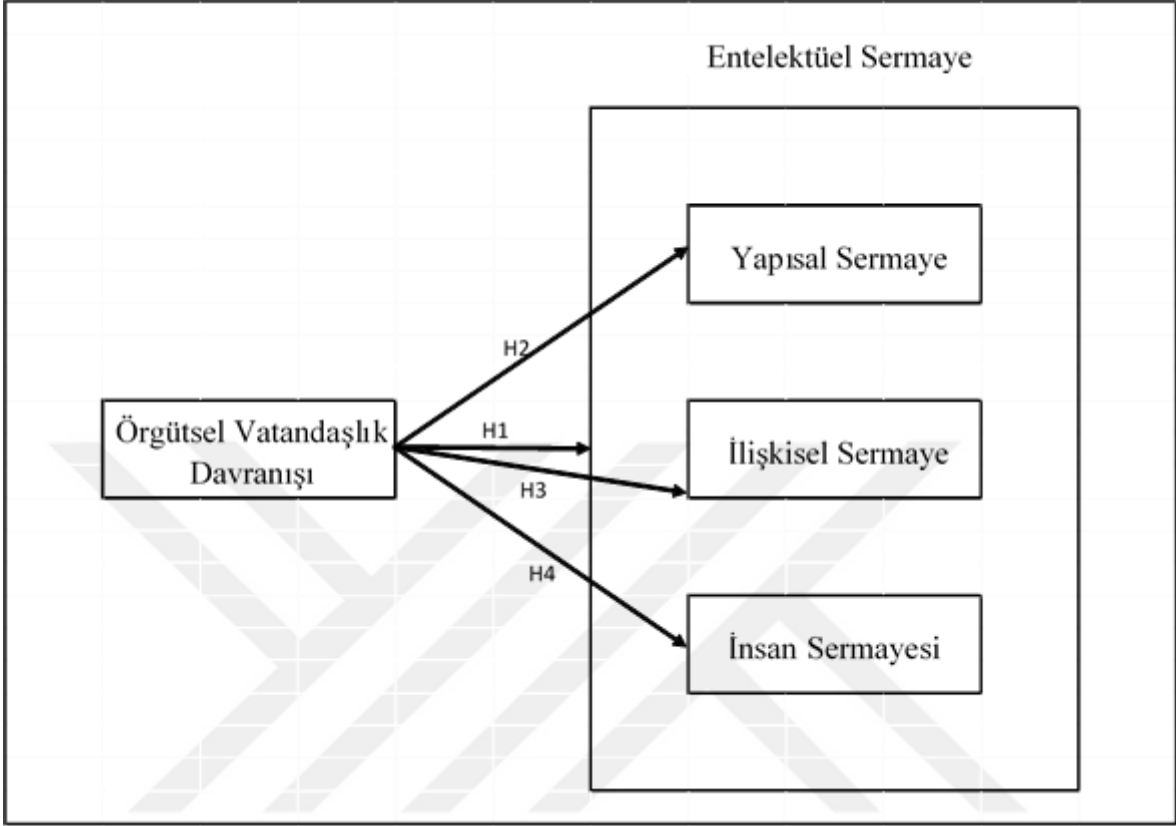 Entelektüel Sermaye
Yapısal Sermaye
H2
Örgütsel Vatandaşlık
Davranışı
H1
İlişkisel Sermaye
H3
H4
İnsan Sermayesi